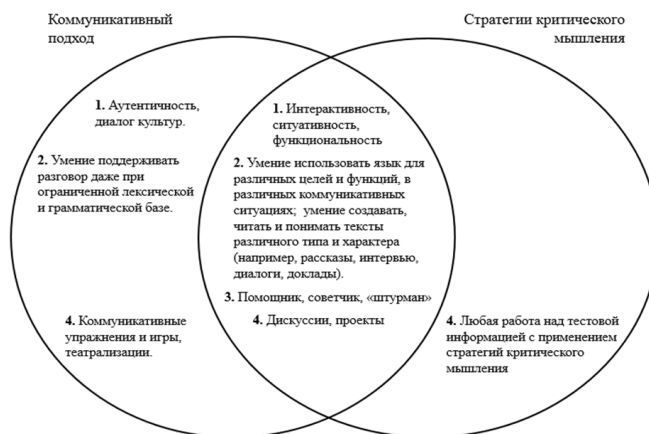 Коммуникативный
подход
Стратегии критического
мышления
1. Аутентичность,
диалог культур.
2. Умение поддерживать
разговор даже при
ограниченной лексической
и грамматической базе.
4. Коммуникативные
упражнения и игры,
театрализации.
1. Интерактивность,
ситуативность,
функциональность
2. Умение использовать язык для
различных целей и функций, в
различных коммуникативных
ситуациях; умение создавать,
читать и понимать тексты
различного типа и характера
(например, рассказы, интервью,
диалоги, доклады).
3. Помощник, советчик, «штурман»
4. Дискуссии, проекты
4. Любая работа над тестовой
информацией с применением
стратегий критического
мышления